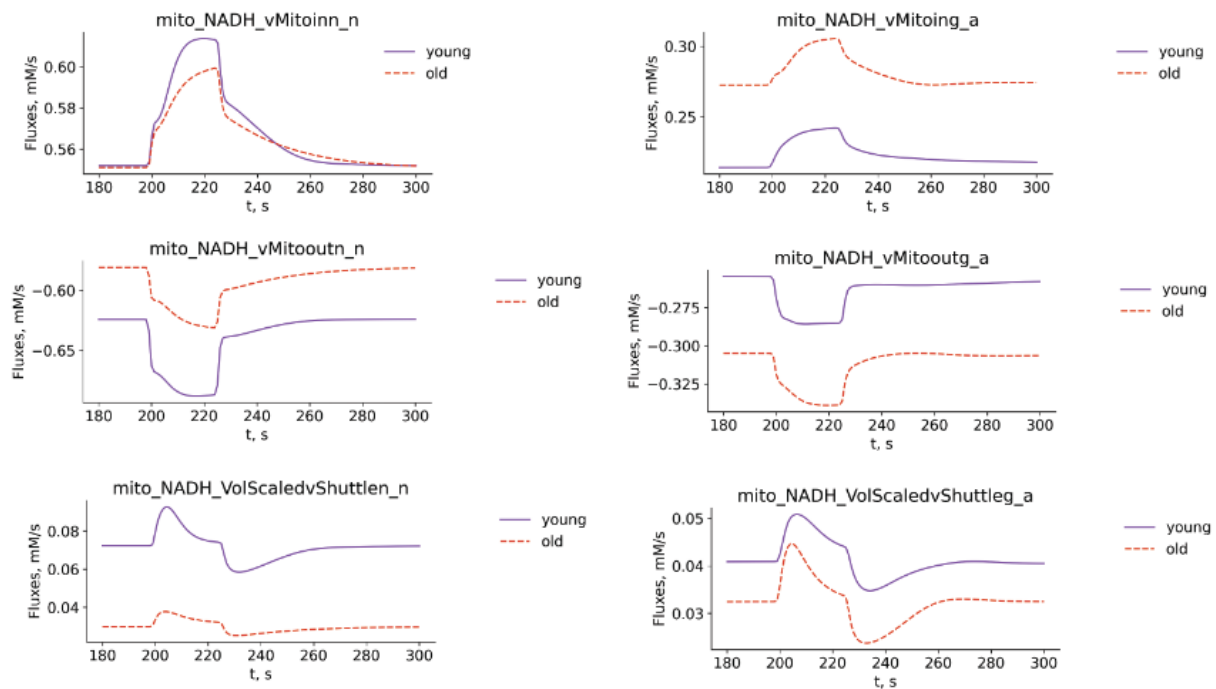 mito_NADH_vMitoinn_n
Fluxes, mM/s
0.60
0.58
0.56
180 200 220 240 260 280 300
t, s
young
old
mito_NADH_vMitoing_a
Fluxes, mM/s
0.30
0.25
180 200 220 240 260 280 300
t, s
young
old
mito_NADH_vMitooutn_n
Fluxes, mM/s
−0.60
−0.65
180 200 220 240 260 280 300
t, s
young
old
mito_NADH_vMitooutg_a
Fluxes, mM/s
−0.275
−0.300
−0.325
180 200 220 240 260 280 300
t, s
young
old
mito_NADH_VolScaledvShuttlen_n
Fluxes, mM/s
0.08
0.06
0.04
180 200 220 240 260 280 300
t, s
young
old
mito_NADH_VolScaledvShuttleg_a
Fluxes, mM/s
0.05
0.04
0.03
180 200 220 240 260 280 300
t, s
young
old